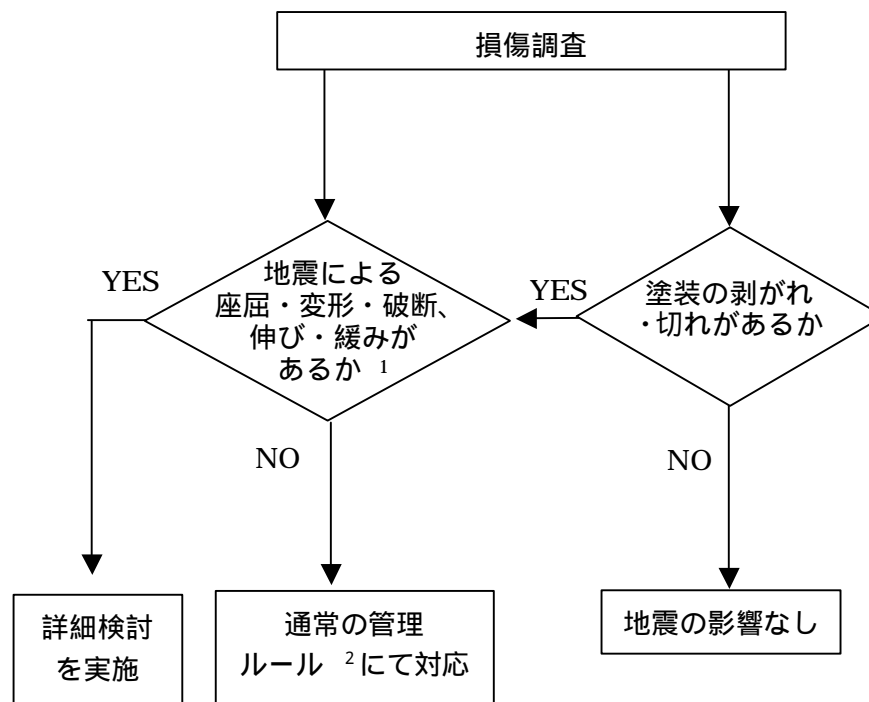 損傷調査
地震による
座屈・変形・破断、
伸び・緩みが
あるか 1
YES
YES
塗装の剥がれ
・切れがあるか
NO
NO
詳細検討
を実施
通常の管理
ルール 2にて対応
地震の影響なし